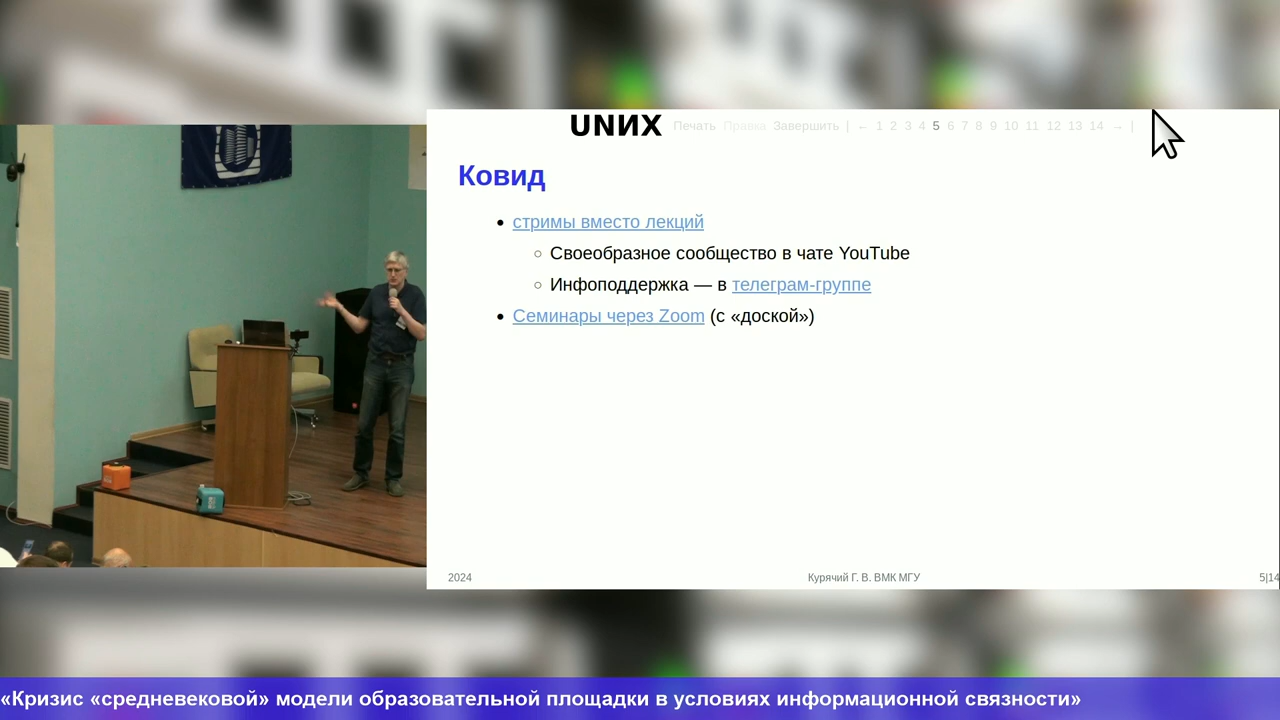 UNИX Печать Правка Завершить | ← 1 2 3 4 5 6 7 8 9 10 11 12 13 14 → |
Ковид
• стримы вместо лекций
○ Своеобразное сообщество в чате YouTube
○ Инфоподдержка — в телеграм-группе
• Семинары через Zoom (с «доской»)
2024 Курячий Г. В. ВМК МГУ 5|14
«Кризис «средневековой» модели образовательной площадки в условиях информационной связности»